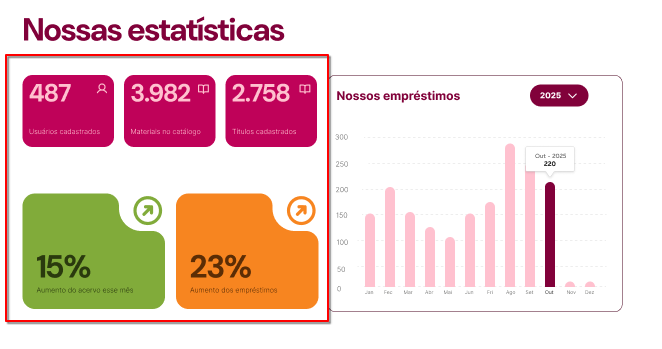 Nossas estatísticas
487
Usuários cadastrados
3.982
Materiais no catálogo
2.758
Títulos cadastrados
15%
Aumento do acervo esse mês
23%
Aumento dos empréstimos
Nossos empréstimos
2025
300
250
200
150
100
50
0
Out - 2025
220
Jan Fec Mar Abr Mai Jun Fri Ago Set Out Nov Dez